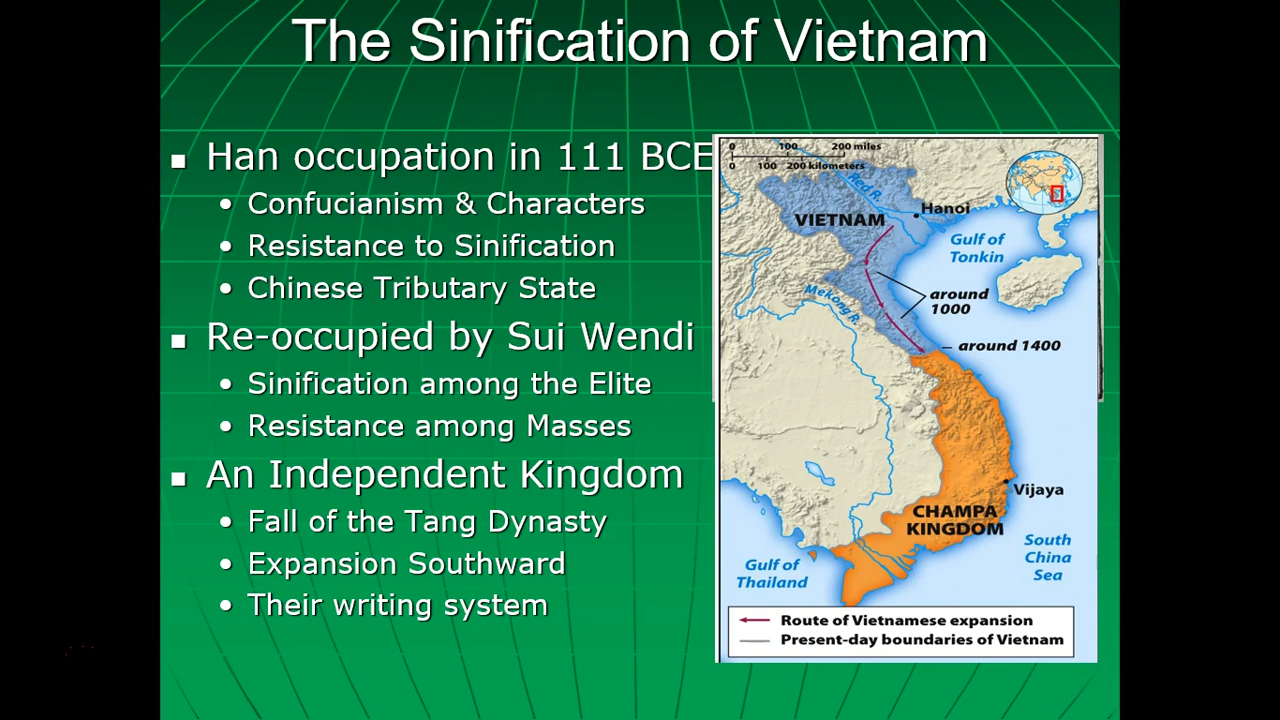 The Sinification of Vietnam
Han occupation in 111 BCE
Confucianism & Characters
Resistance to Sinification
Chinese Tributary State
Re-occupied by Sui Wendi
Sinification among the Elite
Resistance among Masses
An Independent Kingdom
Fall of the Tang Dynasty
Expansion Southward
Their writing system
0 100 200 miles
0 100 200 kilometers
Red R.
VIETNAM
Hanoi
Gulf of
Tonkin
Mekong R.
around
1000
around 1400
Vijaya
CHAMPA
KINGDOM
South
China
Sea
Gulf of
Thailand
Route of Vietnamese expansion
Present-day boundaries of Vietnam